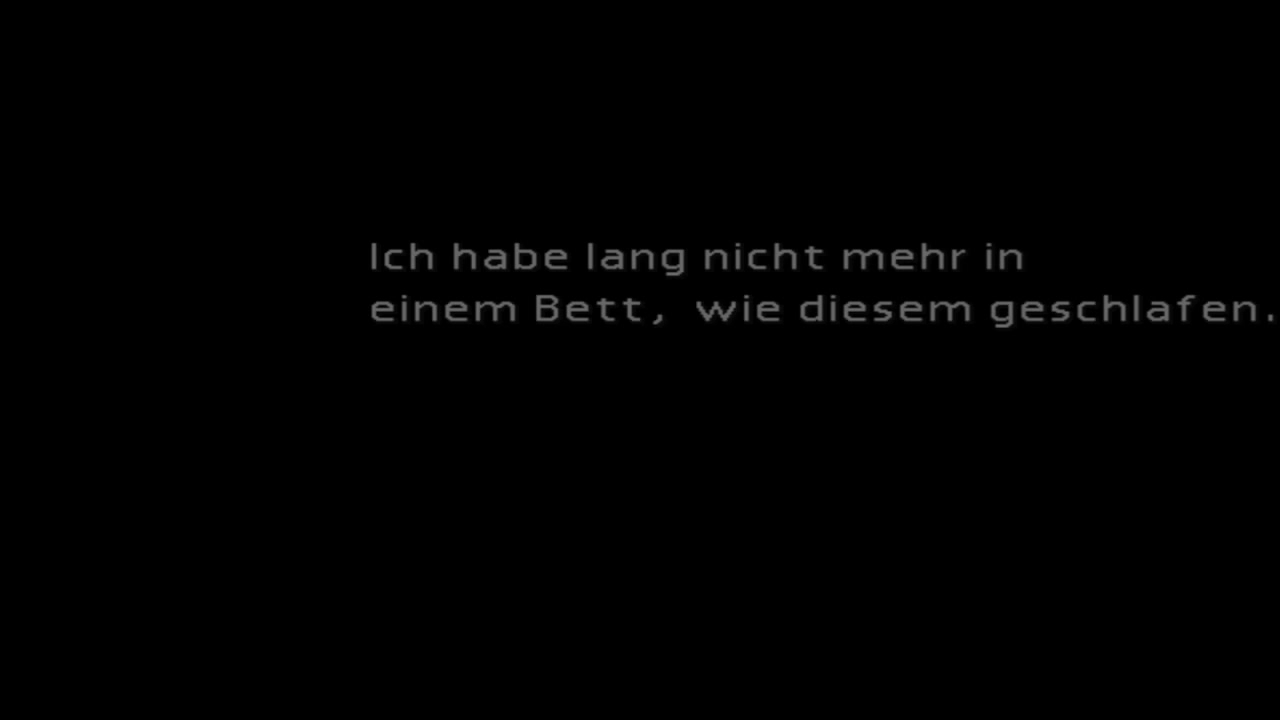 Ich habe lang nicht mehr in
einem Bett, wie diesem geschlafen.